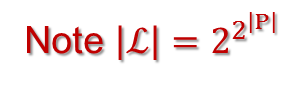 Note |ℒ| = 2^{2^{|P|}}